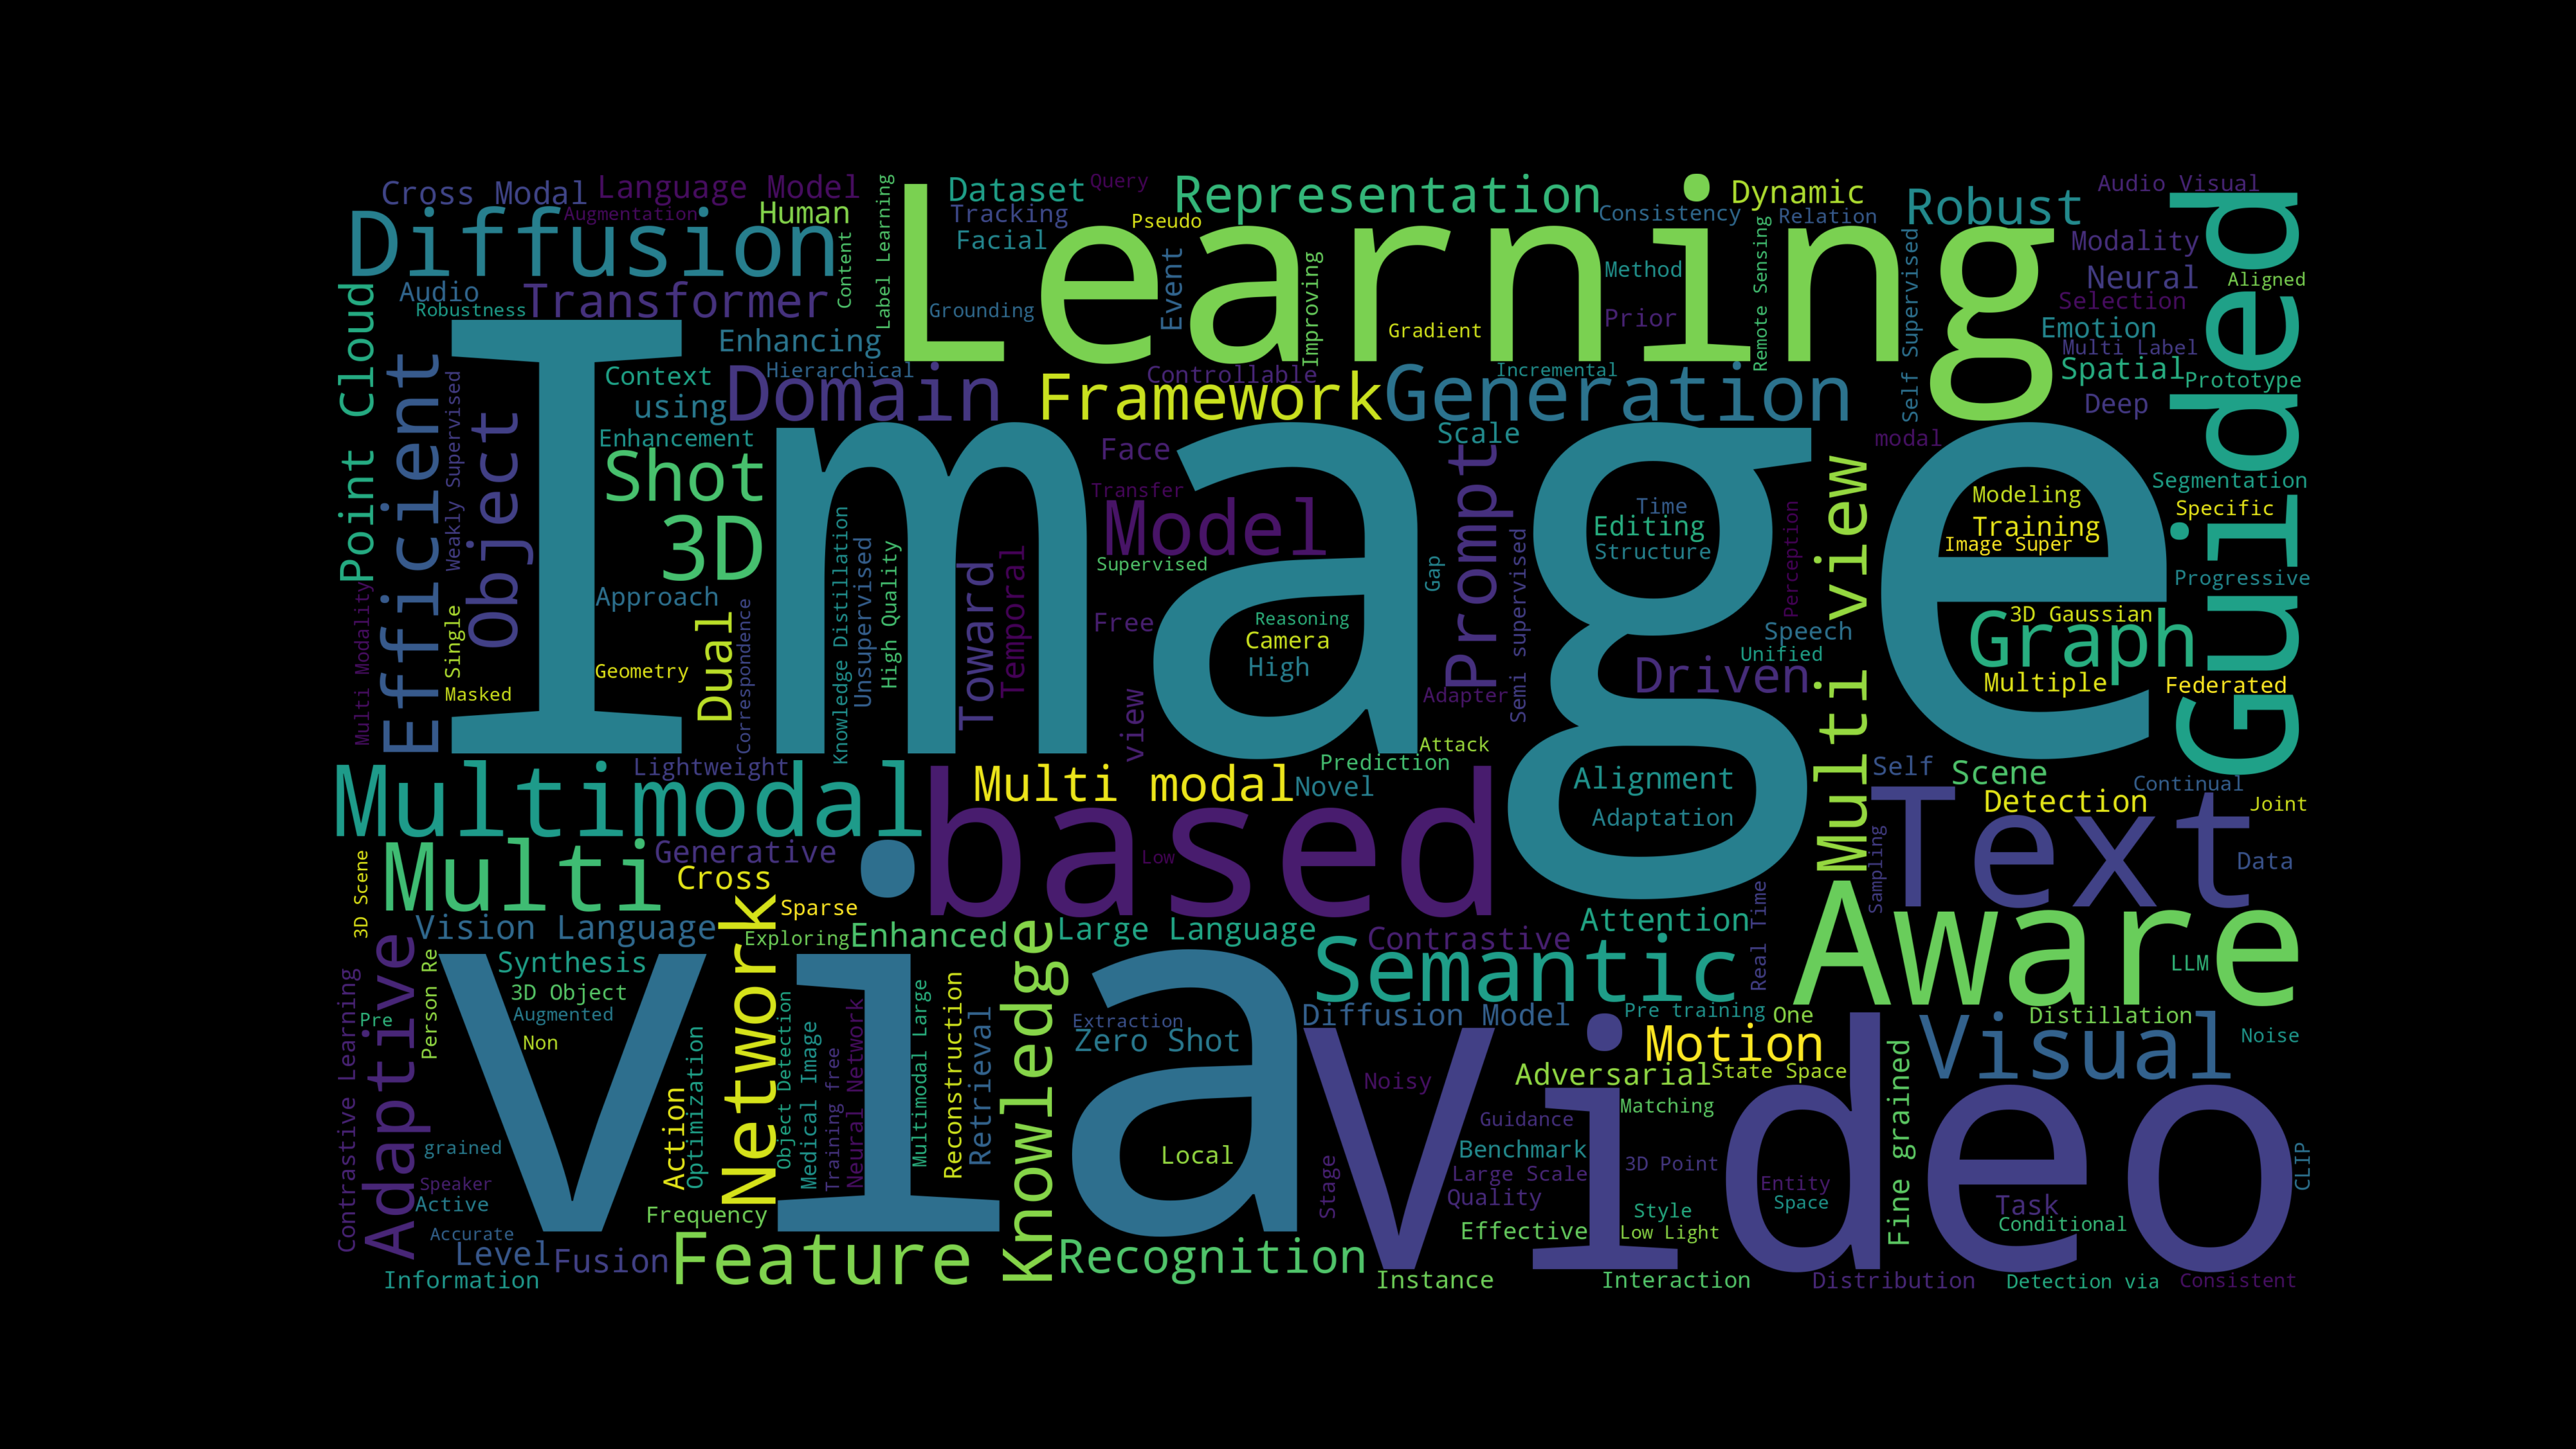 Cross Modal
Language Model
Augmentation
Human
Diffusion
Audio
Robustness
Transformer
Content
Label Learning
Dataset
Query
Tracking
Facial
Pseudo
Representation
Learning
Grounding
Event
Improving
Gradient
Consistency
Method
Prior
Dynamic
Relation
Remote Sensing
Self Supervised
Robust
Audio Visual
Modality
Neural
Aligned
Selection
Emotion
Multi Label
Spatial
Prototype
Deep
Guided
Point Cloud
Efficient
Weakly Supervised
Object
Enhancing
Context
Hierarchical
using
Domain
Enhancement
Framework
Controllable
Generation
Incremental
Image
Shot
3D
Approach
Geometry
Dual
Correspondence
Knowledge Distillation
Unsupervised
High Quality
Toward
Temporal
Face
Transfer
Model
Supervised
Free
view
Reasoning
Camera
High
Scale
Prompt
Gap
Adapter
Semi supervised
Attack
Prediction
Time
Editing
Structure
Perception
Speech
Unified
Driven
Multi view
modal
Modeling
Training
Image Super
Segmentation
Specific
Progressive
3D Gaussian
Graph
Multiple
Federated
Multi Modality
Single
Masked
Multimodal
Lightweight
Multi modal
Novel
Alignment
Adaptation
Self
Scene
Detection
Continual
Joint
Text
Data
Sampling
based
Low
Multi
Generative
Cross
Sparse
3D Scene
Vision Language
Exploring
Enhanced
Large Language
Contrastive
Attention
Real Time
Semantic
Aware
LLM
Adaptive
Contrastive Learning
Pre
Person Re
Synthesis
3D Object
Augmented
Non
via
Network
Action
Optimization
Object Detection
Medical Image
Training free
Neural Network
Multimodal Large
Reconstruction
Retrieval
Knowledge
Extraction
Zero Shot
Local
Diffusion Model
Pre training
One
Distillation
Noise
Motion
Visual
Adversarial
State Space
Noisy
Guidance
Matching
Benchmark
Large Scale
Quality
3D Point
Entity
Space
Style
Effective
Low Light
Stage
Fine grained
Video
Task
Conditional
CLIP
grained
Speaker
Active
Accurate
Level
Fusion
Information
Frequency
Feature
Recognition
Instance
Interaction
Distribution
Detection via
Consistent